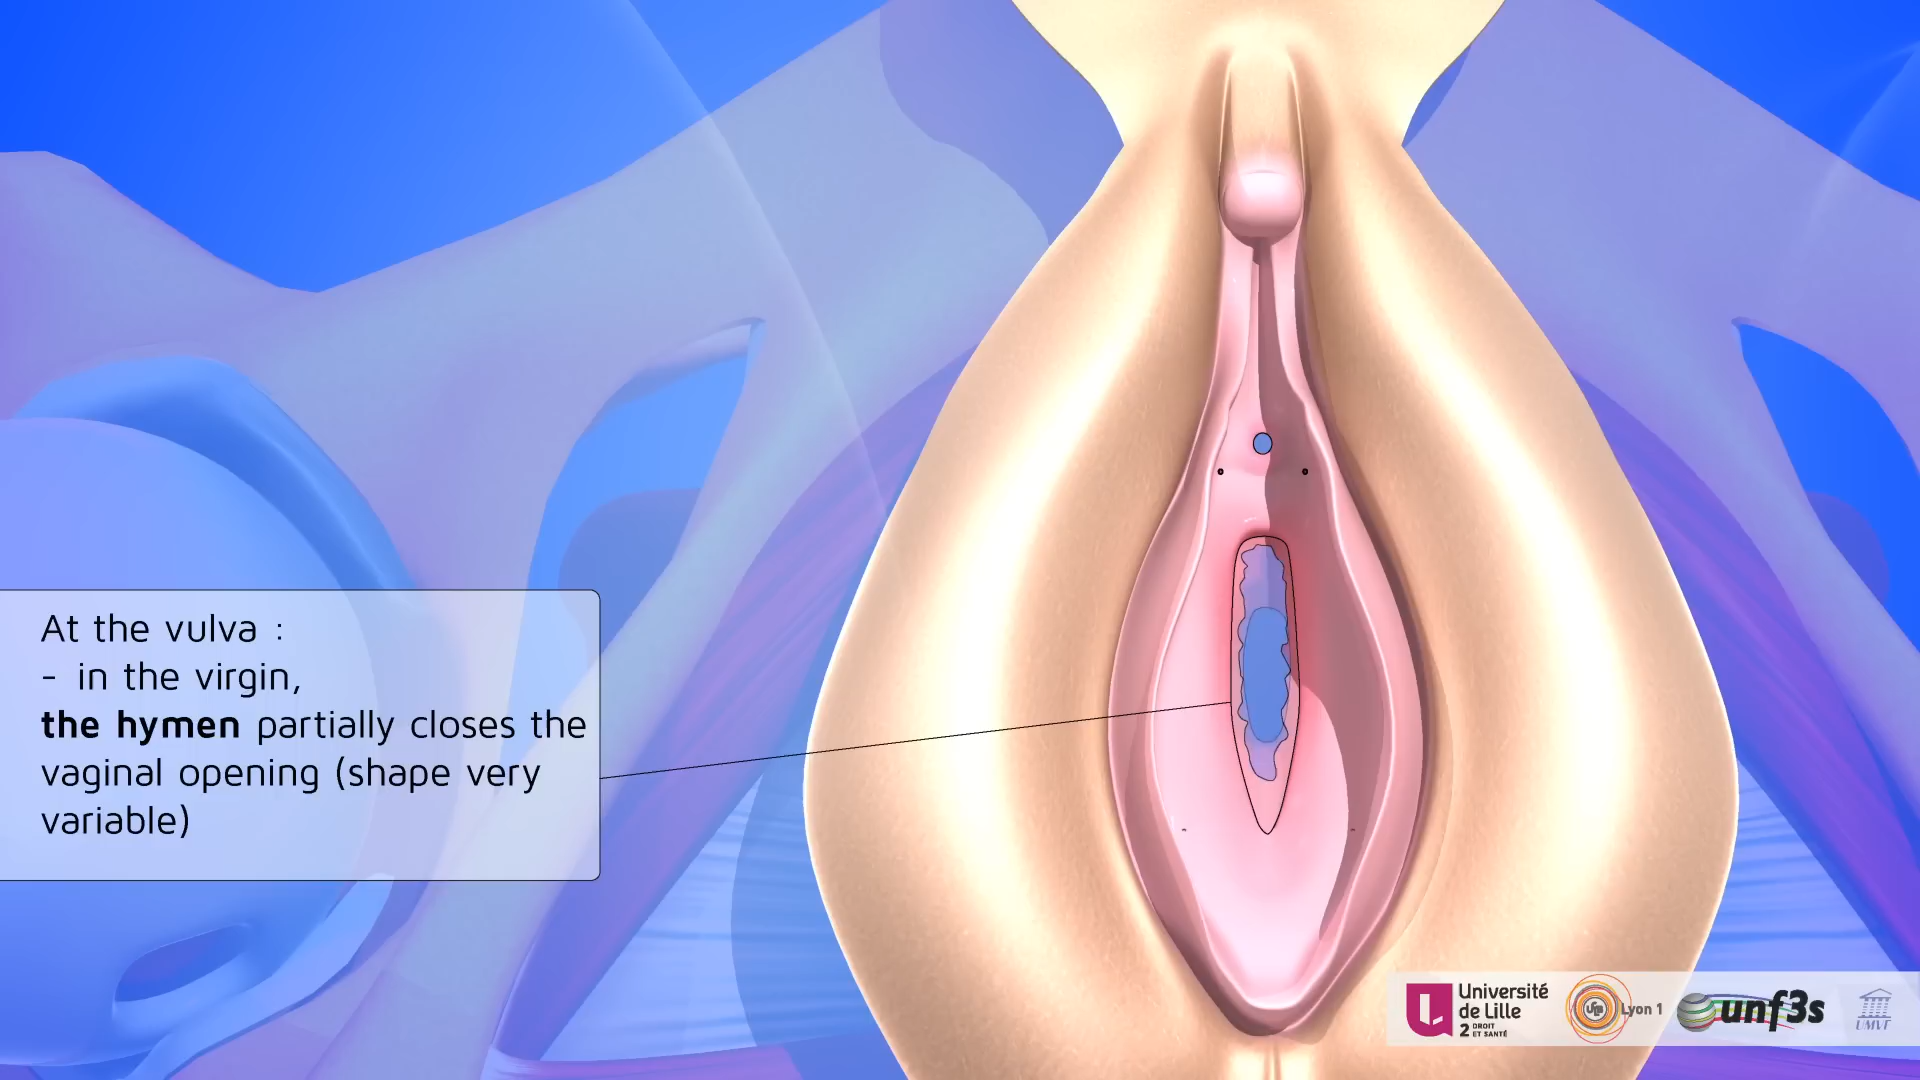 At the vulva :
- in the virgin,
the hymen partially closes the
vaginal opening (shape very
variable)
Université
de Lille
2 DROIT
ET SANTÉ
Lyon 1
unf3s
UMVF